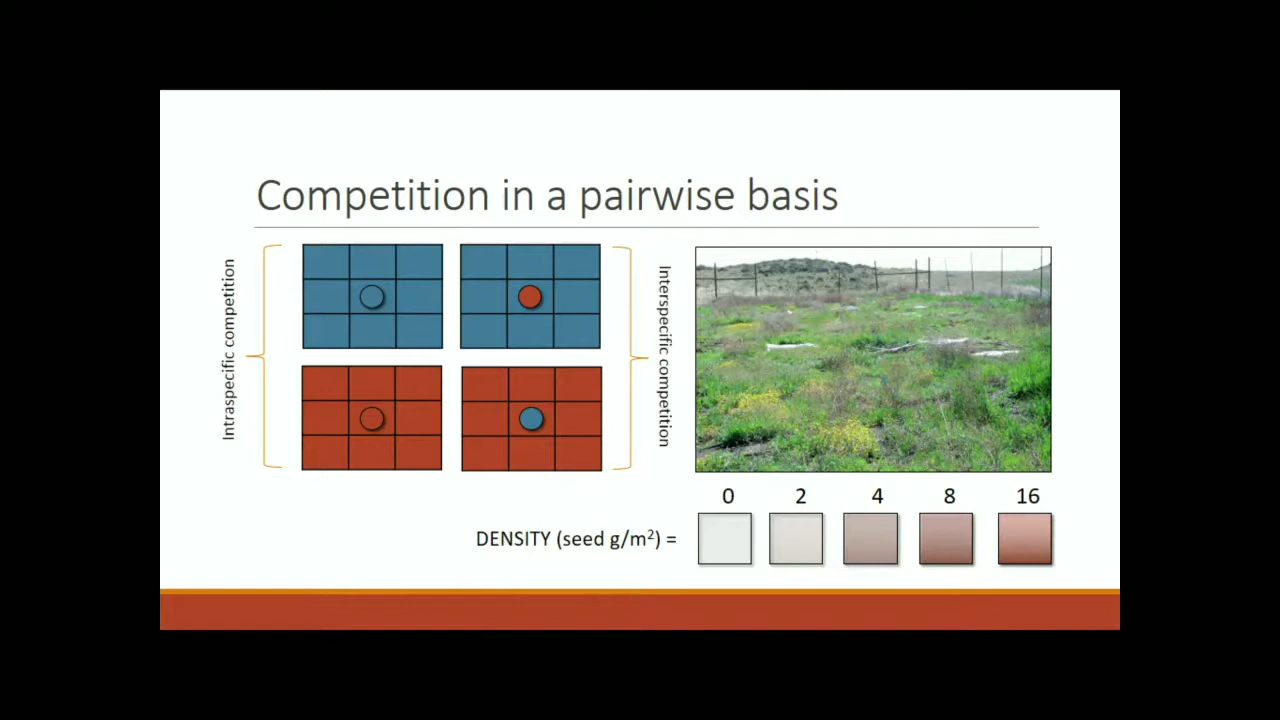 Competition in a pairwise basis
Intraspecific competition
Interspecific competition
0 2 4 8 16
DENSITY (seed g/m²) =